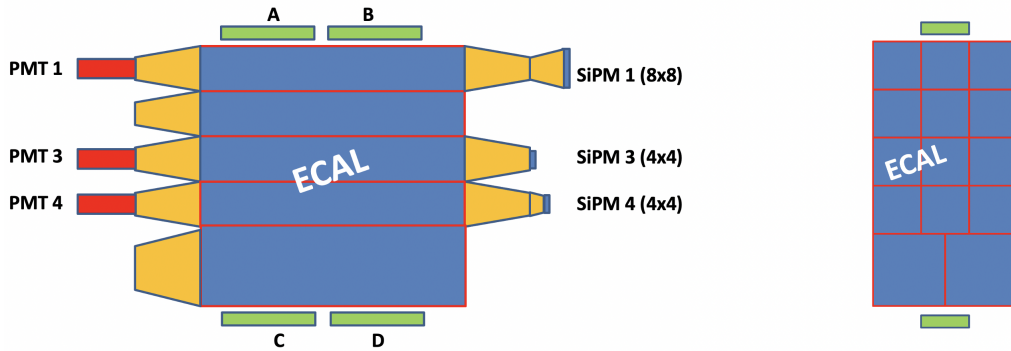 A B
PMT 1
SiPM 1 (8x8)
PMT 3
ECAL
SiPM 3 (4x4)
ECAL
PMT 4
SiPM 4 (4x4)
C D